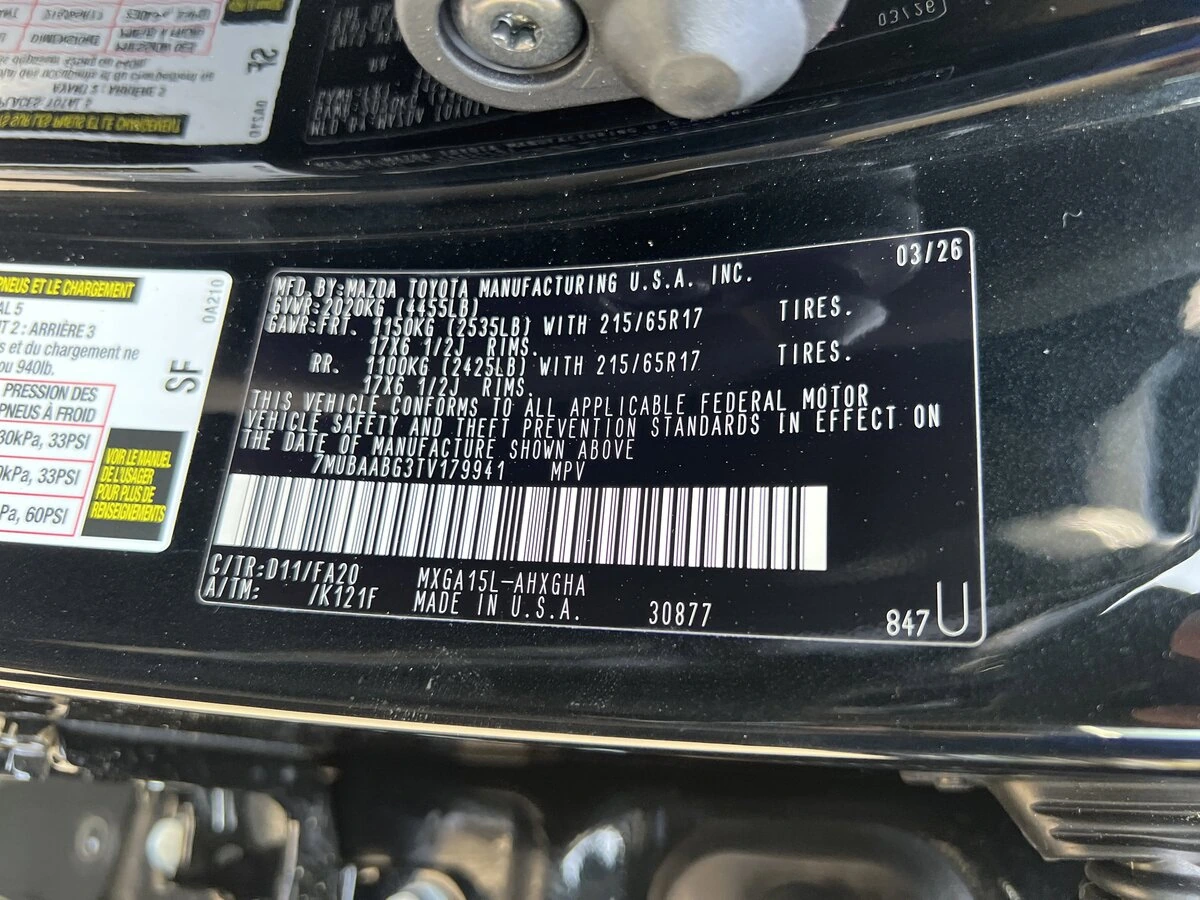 03/26
MFD.BY:MAZDA TOYOTA MANUFACTURING U.S.A. INC.
GVWR:2020KG (4455LB)
GAWR:FRT. 1150KG (2535LB) WITH 215/65R17 TIRES.
17X6 1/2J RIMS.
RR. 1100KG (2425LB) WITH 215/65R17 TIRES.
17X6 1/2J RIMS.
THIS VEHICLE CONFORMS TO ALL APPLICABLE FEDERAL MOTOR
VEHICLE SAFETY AND THEFT PREVENTION STANDARDS IN EFFECT ON
THE DATE OF MANUFACTURE SHOWN ABOVE
7MUBAABG3TV179941 MPV
C/TR:D11/FA20 MXGA15L-AHXGHA
A/TM: /K121F MADE IN U.S.A. 30877
847 U
PNEUS ET LE CHARGEMENT
AL 5
T 2 : ARRIÈRE 3
s et du chargement ne
ou 940lb.
PRESSION DES
PNEUS À FROID
30kPa, 33PSI
0kPa, 33PSI
Pa, 60PSI
VOIR LE MANUEL
DE L'USAGER
POUR PLUS DE
RENSEIGNEMENTS
SF
0A210